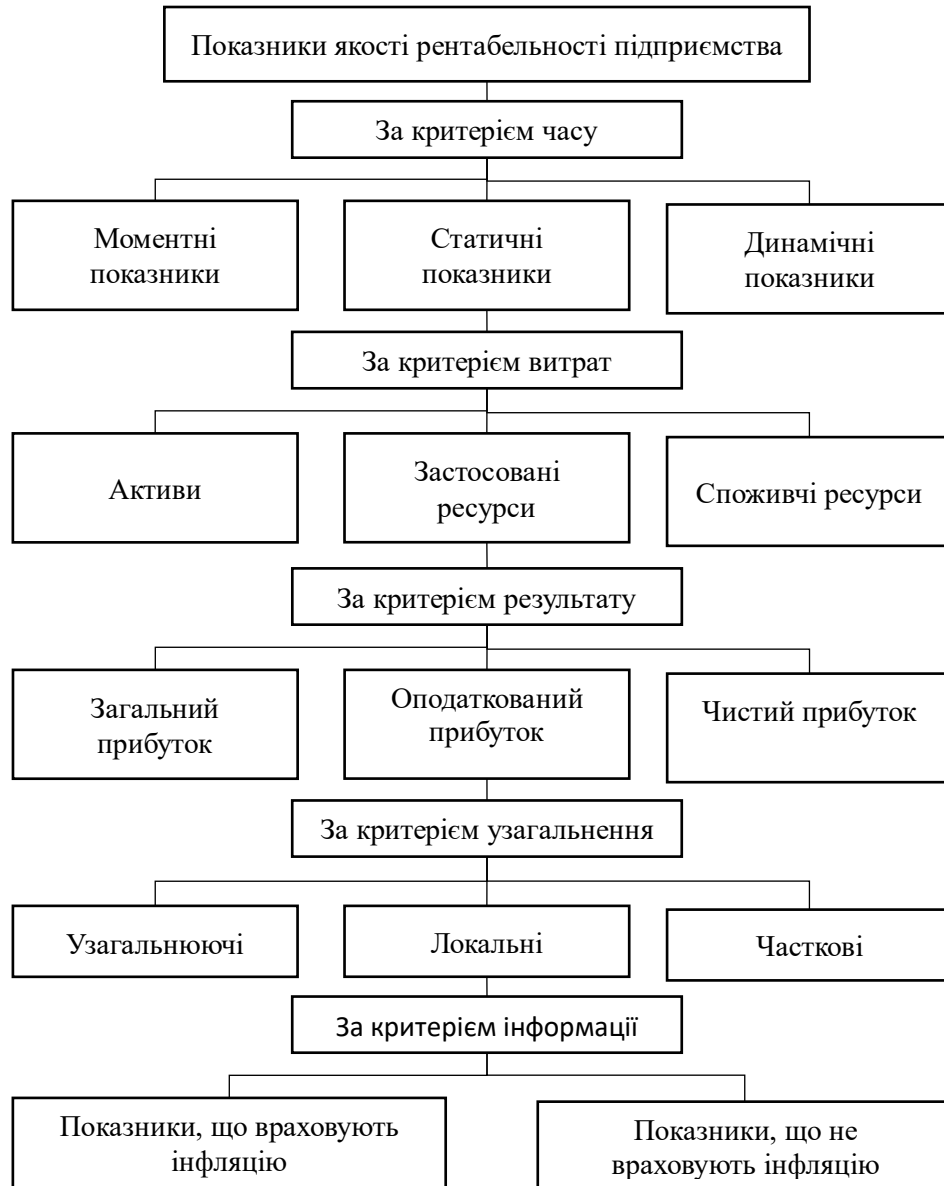 Показники якості рентабельності підприємства
За критерієм часу
Моментні
показники
Статичні
показники
Динамічні
показники
За критерієм витрат
Активи
Застосовані
ресурси
Споживчі ресурси
За критерієм результату
Загальний
прибуток
Оподаткований
прибуток
Чистий прибуток
За критерієм узагальнення
Узагальнюючі
Локальні
Часткові
За критерієм інформації
Показники, що враховують
інфляцію
Показники, що не
враховують інфляцію